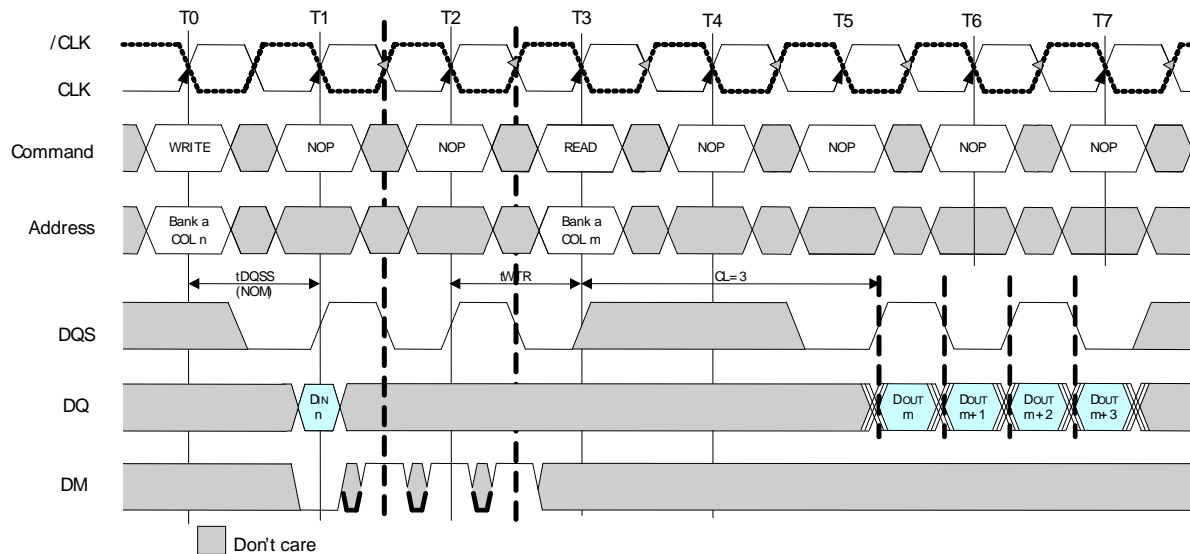 T0 T1 T2 T3 T4 T5 T6 T7
/CLK
CLK
Command WRITE NOP NOP READ NOP NOP NOP NOP
Address Bank a Bank a
COL n COL m
tDQSS tWTR CL= 3
(NOM)
DQS
DQ DIN DOUT DOUT DOUT DOUT
n m m+1 m+2 m+3
DM
Don't care